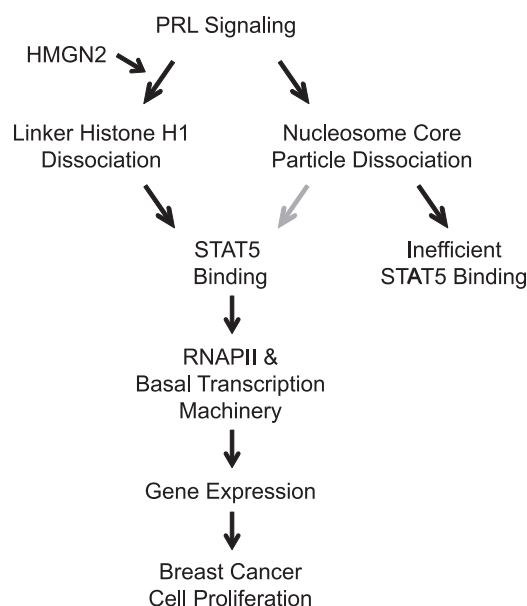 PRL Signaling
HMGN2
Linker Histone H1
Dissociation
Nucleosome Core
Particle Dissociation
STAT5
Binding
Inefficient
STAT5 Binding
RNAPII &
Basal Transcription
Machinery
Gene Expression
Breast Cancer
Cell Proliferation